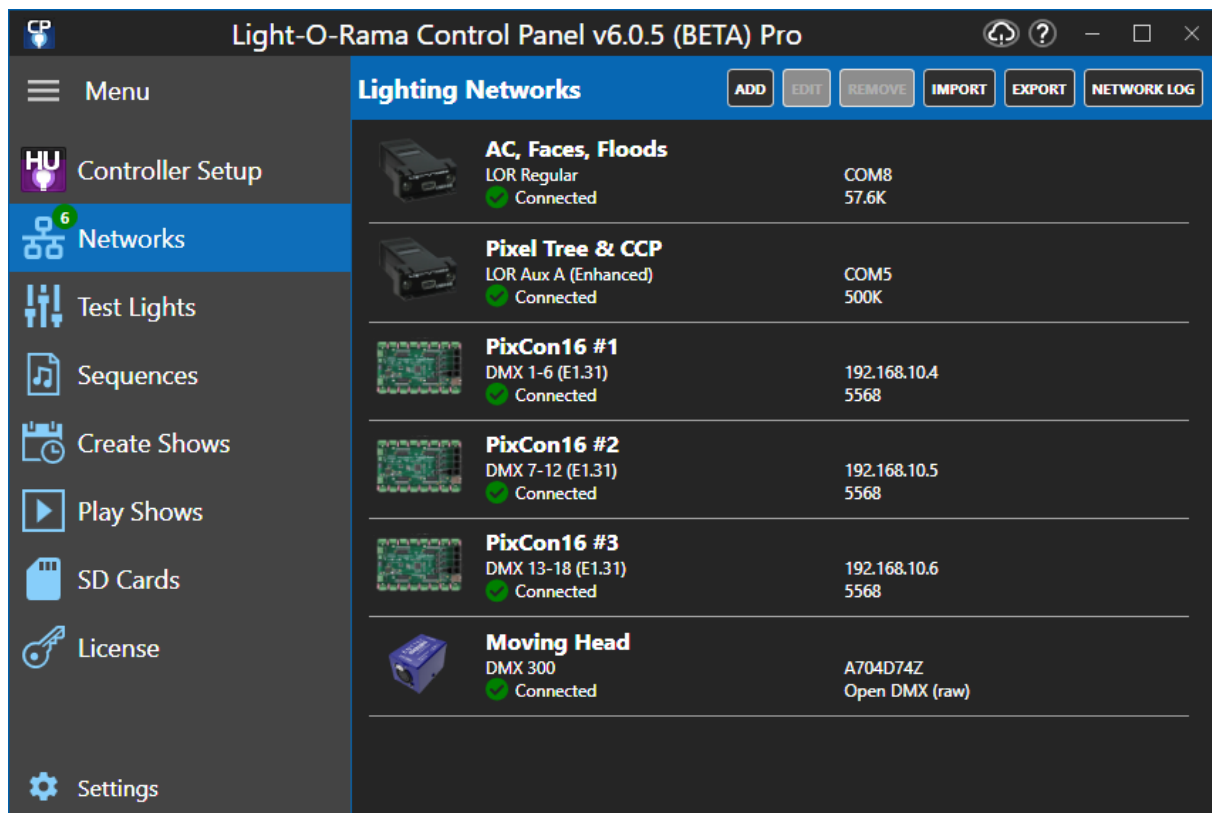 CP
Light-O-Rama Control Panel v6.0.5 (BETA) Pro
?
Menu
HU
Controller Setup
6
Networks
Test Lights
Sequences
Create Shows
Play Shows
SD Cards
License
Settings
Lighting Networks
ADD
EDIT
REMOVE
IMPORT
EXPORT
NETWORK LOG
AC, Faces, Floods
LOR Regular COM8
Connected 57.6K
Pixel Tree & CCP
LOR Aux A (Enhanced) COM5
Connected 500K
PixCon16 #1
DMX 1-6 (E1.31) 192.168.10.4
Connected 5568
PixCon16 #2
DMX 7-12 (E1.31) 192.168.10.5
Connected 5568
PixCon16 #3
DMX 13-18 (E1.31) 192.168.10.6
Connected 5568
Moving Head
DMX 300 A704D74Z
Connected Open DMX (raw)